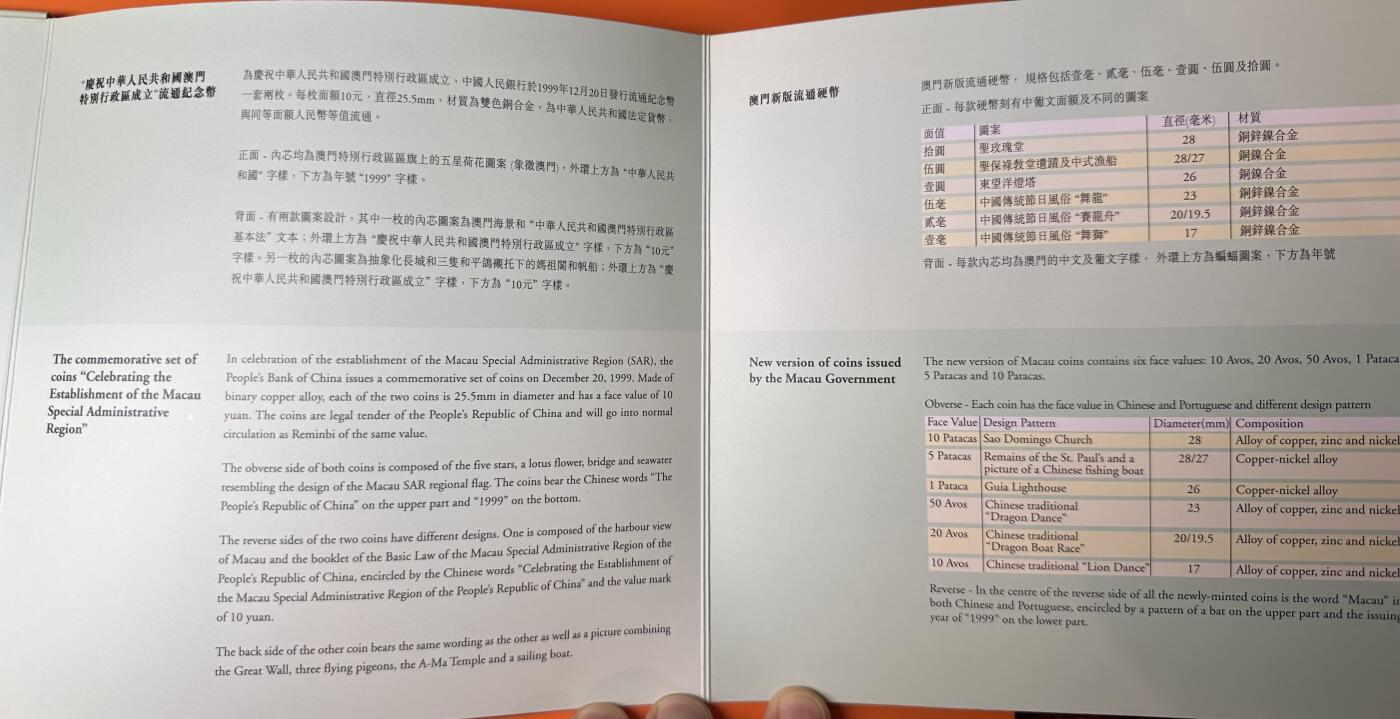 “慶祝中華人民共和國澳門
特別行政區成立”流通紀念幣
為慶祝中華人民共和國澳門特別行政區成立，中國人民銀行於1999年12月20日發行流通紀念幣
一套兩枚。每枚面額10元，直徑25.5mm，材質為雙色銅合金，為中華人民共和國法定貨幣，
與同等面額人民幣等值流通。
正面 - 內芯均為澳門特別行政區區旗上的五星荷花圖案 (象徵澳門)，外環上方為 “中華人民共
和國” 字樣，下方為年號 “1999” 字樣。
背面 - 有兩款圖案設計，其中一枚的內芯圖案為澳門海景和 “中華人民共和國澳門特別行政區
基本法” 文本；外環上方為 “慶祝中華人民共和國澳門特別行政區成立” 字樣，下方為 “10元”
字樣。另一枚的內芯圖案為抽象化長城和三隻和平鴿襯托下的媽祖閣和帆船；外環上方為 “慶
祝中華人民共和國澳門特別行政區成立” 字樣，下方為 “10元” 字樣。
The commemorative set of
coins “Celebrating the
Establishment of the Macau
Special Administrative
Region”
In celebration of the establishment of the Macau Special Administrative Region (SAR), the
People's Bank of China issues a commemorative set of coins on December 20, 1999. Made of
binary copper alloy, each of the two coins is 25.5mm in diameter and has a face value of 10
yuan. The coins are legal tender of the People's Republic of China and will go into normal
circulation as Reminbi of the same value.
The obverse side of both coins is composed of the five stars, a lotus flower, bridge and seawater
resembling the design of the Macau SAR regional flag. The coins bear the Chinese words “The
People's Republic of China” on the upper part and “1999” on the bottom.
The reverse sides of the two coins have different designs. One is composed of the harbour view
of Macau and the booklet of the Basic Law of the Macau Special Administrative Region of the
People's Republic of China, encircled by the Chinese words “Celebrating the Establishment of
the Macau Special Administrative Region of the People's Republic of China” and the value mark
of 10 yuan.
The back side of the other coin bears the same wording as the other as well as a picture combining
the Great Wall, three flying pigeons, the A-Ma Temple and a sailing boat.
澳門新版流通硬幣
澳門新版流通硬幣， 規格包括壹毫、貳毫、伍毫、壹圓、伍圓及拾圓。
正面 - 每款硬幣刻有中葡文面額及不同的圖案
面值 圖案 直徑(毫米) 材質
拾圓 聖玫瑰堂 28 銅鋅鎳合金
伍圓 聖保祿教堂遺蹟及中式漁船 28/27 銅鎳合金
壹圓 東望洋燈塔 26 銅鎳合金
伍毫 中國傳統節日風俗 “舞龍” 23 銅鋅鎳合金
貳毫 中國傳統節日風俗 “賽龍舟” 20/19.5 銅鋅鎳合金
壹毫 中國傳統節日風俗 “舞獅” 17 銅鋅鎳合金
背面 - 每款內芯均為澳門的中文及葡文字樣， 外環上方為蝙蝠圖案，下方為年號
New version of coins issued
by the Macau Government
The new version of Macau coins contains six face values: 10 Avos, 20 Avos, 50 Avos, 1 Pataca
5 Patacas and 10 Patacas.
Obverse - Each coin has the face value in Chinese and Portuguese and different design pattern
Face Value Design Pattern Diameter(mm) Composition
10 Patacas Sao Domingo Church 28 Alloy of copper, zinc and nickel
5 Patacas Remains of the St. Paul's and a 28/27 Copper-nickel alloy
picture of a Chinese fishing boat
1 Pataca Guia Lighthouse 26 Copper-nickel alloy
50 Avos Chinese traditional 23 Alloy of copper, zinc and nickel
“Dragon Dance”
20 Avos Chinese traditional 20/19.5 Alloy of copper, zinc and nickel
“Dragon Boat Race”
10 Avos Chinese traditional “Lion Dance” 17 Alloy of copper, zinc and nickel
Reverse - In the centre of the reverse side of all the newly-minted coins is the word “Macau” in
both Chinese and Portuguese, encircled by a pattern of a bat on the upper part and the issuing
year of “1999” on the lower part.